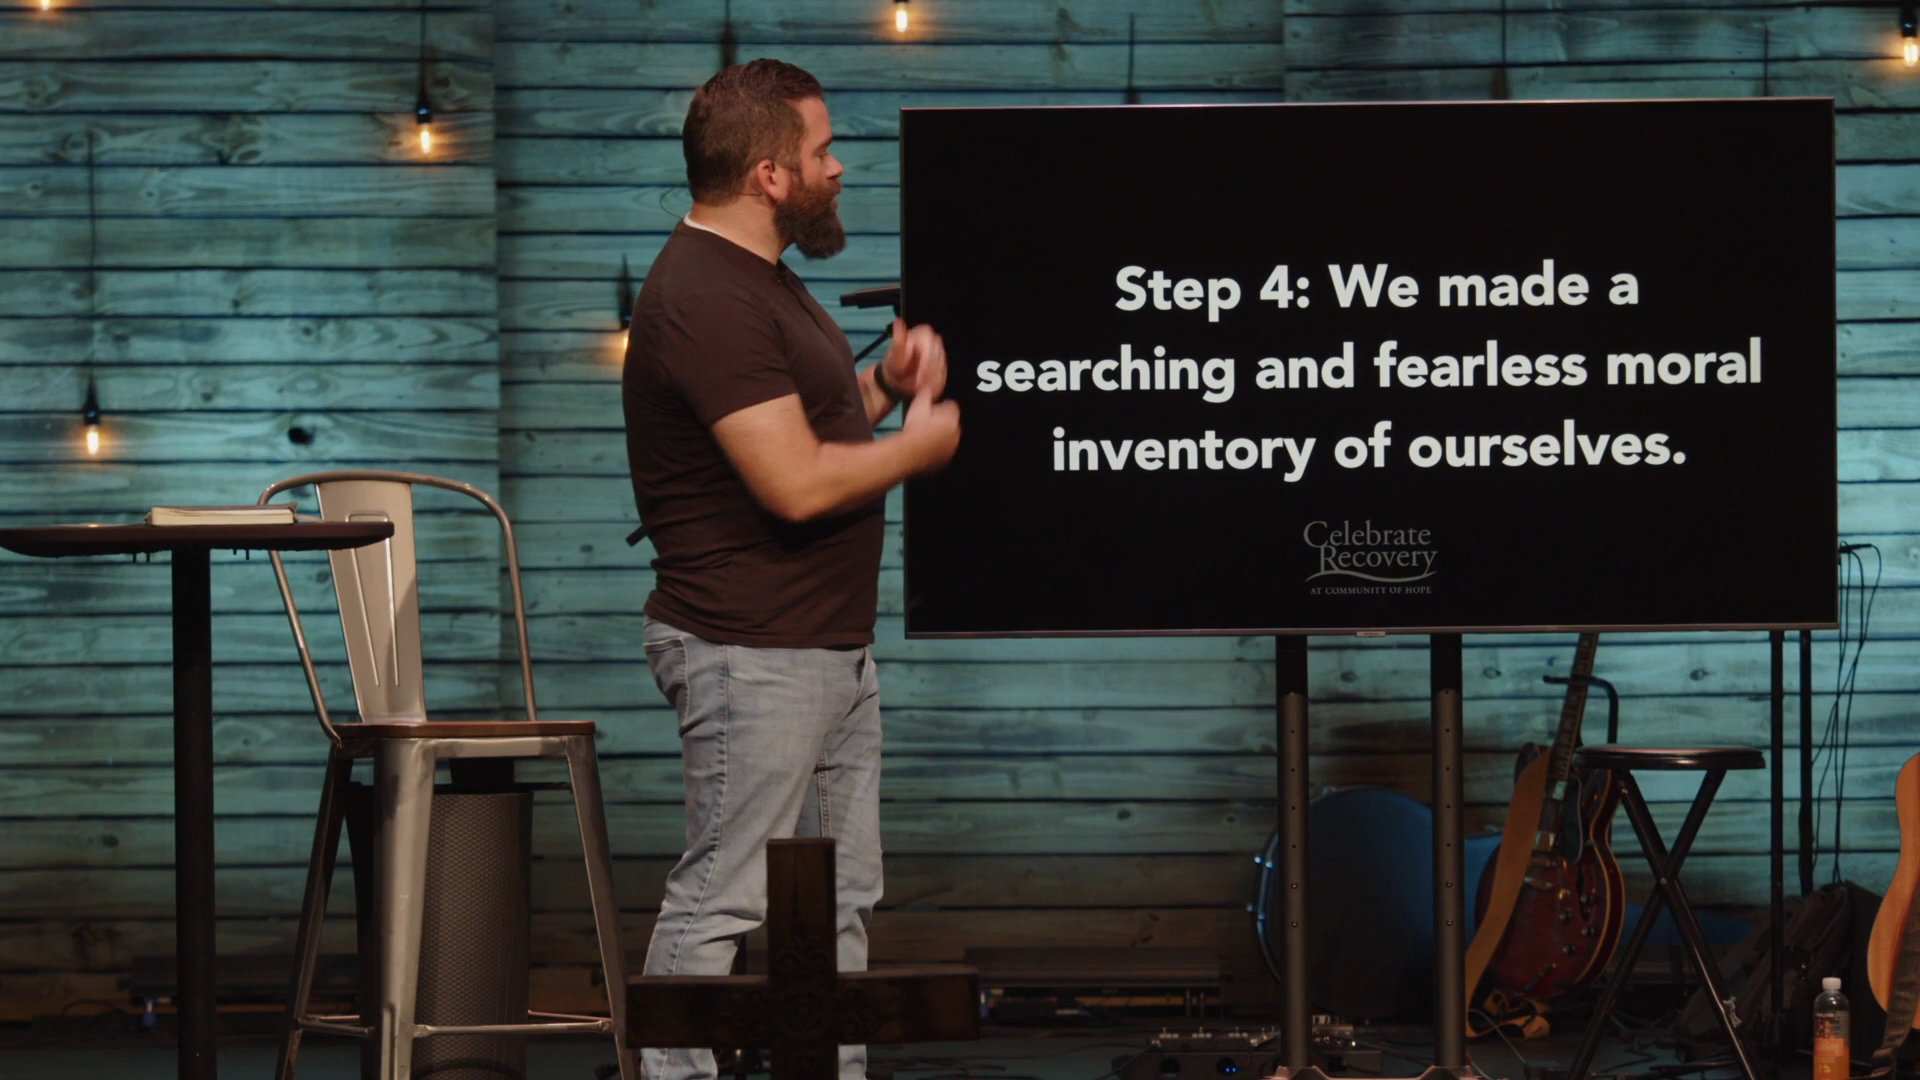 Step 4: We made a
searching and fearless moral
inventory of ourselves.
Celebrate
Recovery
AT COMMUNITY OF HOPE